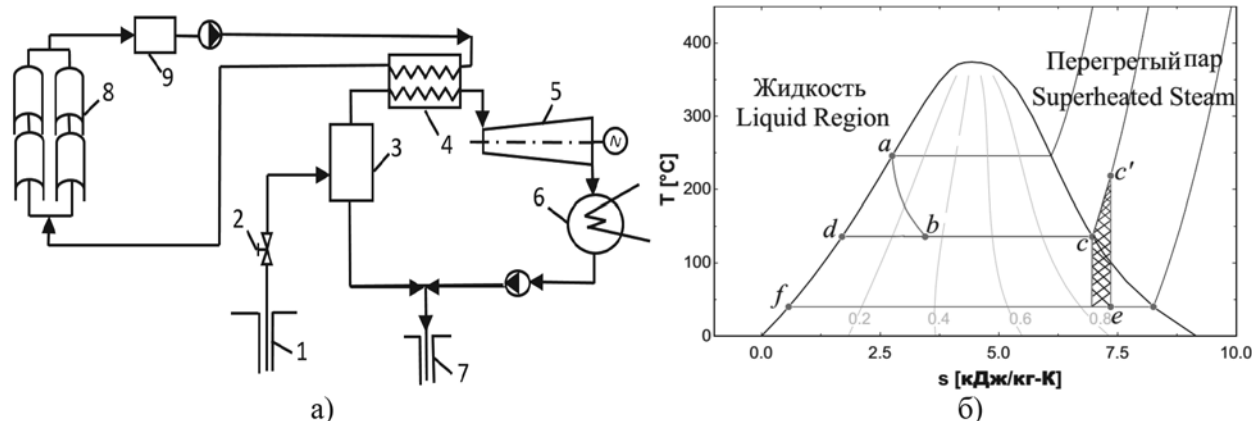 1
2
3
4
5
6
7
8
9
N
а)
T [°C]
400
300
200
100
0
Жидкость
Liquid Region
Перегретый пар
Superheated Steam
a
b
c
c'
d
e
f
0.2
0.4
0.6
0.8
0.0
2.5
5.0
7.5
10.0
s [кДж/кг-К]
б)